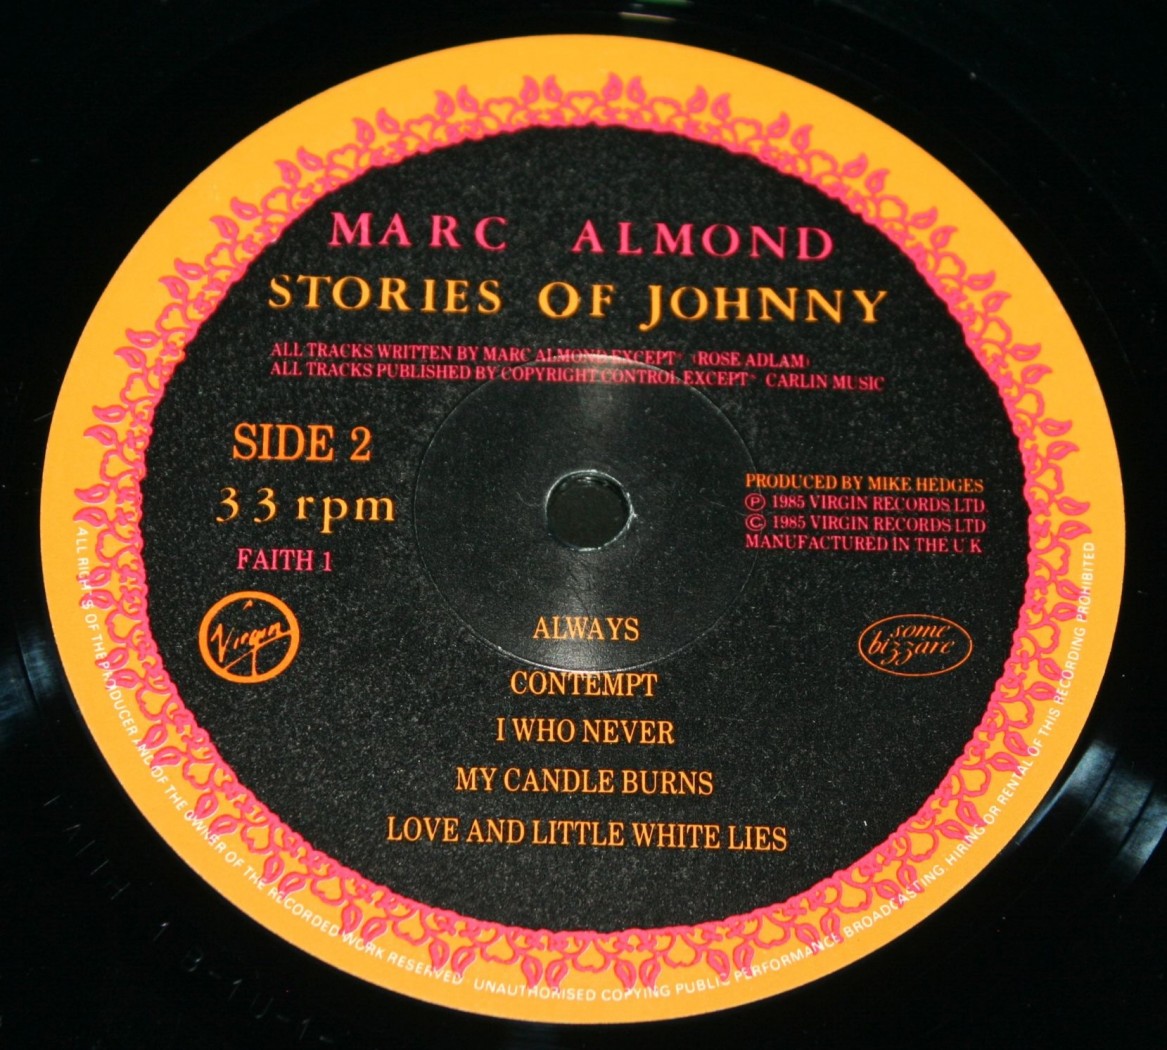 MARC ALMOND
STORIES OF JOHNNY
ALL TRACKS WRITTEN BY MARC ALMOND EXCEPT* (ROSE ADLAM)
ALL TRACKS PUBLISHED BY COPYRIGHT CONTROL EXCEPT* CARLIN MUSIC
SIDE 2
33 rpm
FAITH 1
Virgin
PRODUCED BY MIKE HEDGES
Ⓟ 1985 VIRGIN RECORDS LTD
© 1985 VIRGIN RECORDS LTD
MANUFACTURED IN THE U K
some
bizzare
ALWAYS
CONTEMPT
I WHO NEVER
MY CANDLE BURNS
LOVE AND LITTLE WHITE LIES
ALL RIGHTS OF THE PRODUCER AND OF THE OWNER OF THE RECORDED WORK RESERVED. UNAUTHORISED COPYING PUBLIC PERFORMANCE BROADCASTING, HIRING OR RENTAL OF THIS RECORDING PROHIBITED